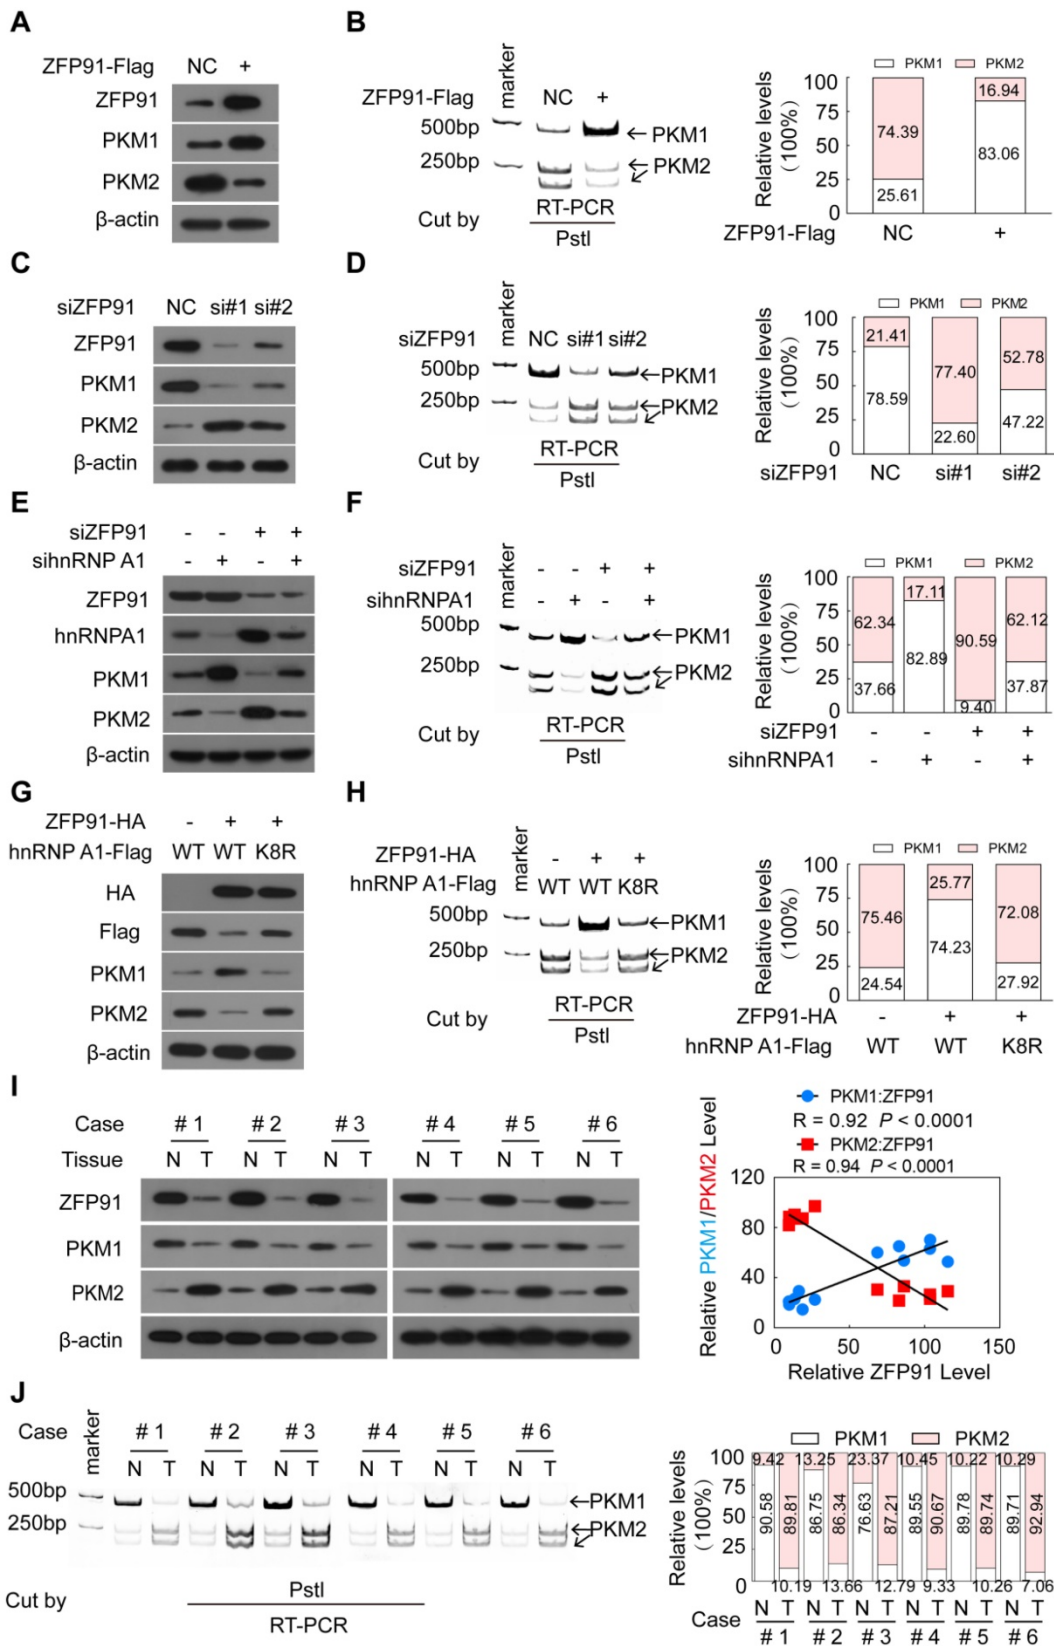 A
ZFP91-Flag NC +
ZFP91
PKM1
PKM2
β-actin
B
marker
ZFP91-Flag NC +
500bp
←PKM1
250bp
PKM2
Cut by
RT-PCR
PstI
PKM1 PKM2
Relative levels
(100%)
100
75
50
25
0
74.39
25.61
16.94
83.06
ZFP91-Flag NC +
C
siZFP91 NC si#1 si#2
ZFP91
PKM1
PKM2
β-actin
D
marker
siZFP91 NC si#1 si#2
500bp
←PKM1
250bp
PKM2
Cut by
RT-PCR
PstI
PKM1 PKM2
Relative levels
(100%)
100
75
50
25
0
21.41
78.59
77.40
22.60
52.78
47.22
siZFP91 NC si#1 si#2
E
siZFP91 - - + +
sihnRNP A1 - + - +
ZFP91
hnRNPA1
PKM1
PKM2
β-actin
F
marker
siZFP91 - - + +
sihnRNPA1 - + - +
500bp
←PKM1
250bp
PKM2
Cut by
RT-PCR
PstI
PKM1 PKM2
Relative levels
(100%)
100
75
50
25
0
62.34
37.66
17.11
82.89
90.59
9.40
62.12
37.87
siZFP91 - - + +
sihnRNPA1 - + - +
G
ZFP91-HA - + +
hnRNP A1-Flag WT WT K8R
HA
Flag
PKM1
PKM2
β-actin
H
marker
ZFP91-HA - + +
hnRNP A1-Flag WT WT K8R
500bp
←PKM1
250bp
PKM2
Cut by
RT-PCR
PstI
PKM1 PKM2
Relative levels
(100%)
100
75
50
25
0
75.46
24.54
25.77
74.23
72.08
27.92
ZFP91-HA - + +
hnRNP A1-Flag WT WT K8R
I
Case # 1 # 2 # 3 # 4 # 5 # 6
Tissue N T N T N T N T N T N T
ZFP91
PKM1
PKM2
β-actin
PKM1:ZFP91
R = 0.92 P < 0.0001
PKM2:ZFP91
R = 0.94 P < 0.0001
Relative PKM1/PKM2 Level
120
80
40
0
0 50 100 150
Relative ZFP91 Level
J
marker
Case # 1 # 2 # 3 # 4 # 5 # 6
N T N T N T N T N T N T
500bp
←PKM1
250bp
PKM2
Cut by
PstI
RT-PCR
PKM1 PKM2
Relative levels
(100%)
100
75
50
25
0
9.42 13.25 23.37 10.45 10.22 10.29
90.58 89.81 86.75 86.34 76.63 87.21 89.55 90.67 89.78 89.74 89.71 92.94
10.19 13.66 12.79 9.33 10.26 7.06
N T N T N T N T N T N T
Case # 1 # 2 # 3 # 4 # 5 # 6